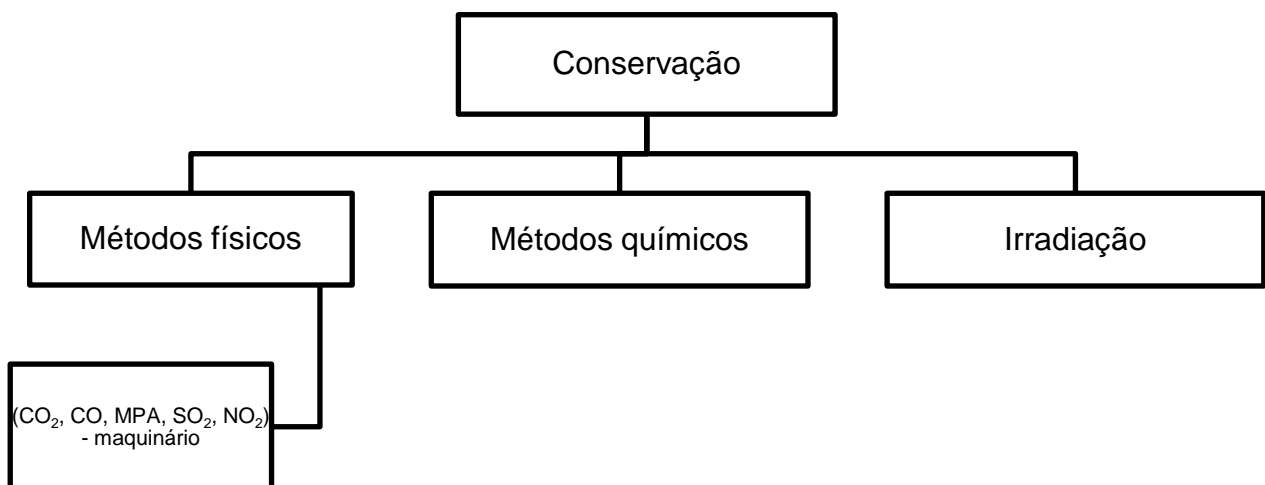 Conservação
Métodos físicos
Métodos químicos
Irradiação
(CO₂, CO, MPA, SO₂, NO₂)
- maquinário